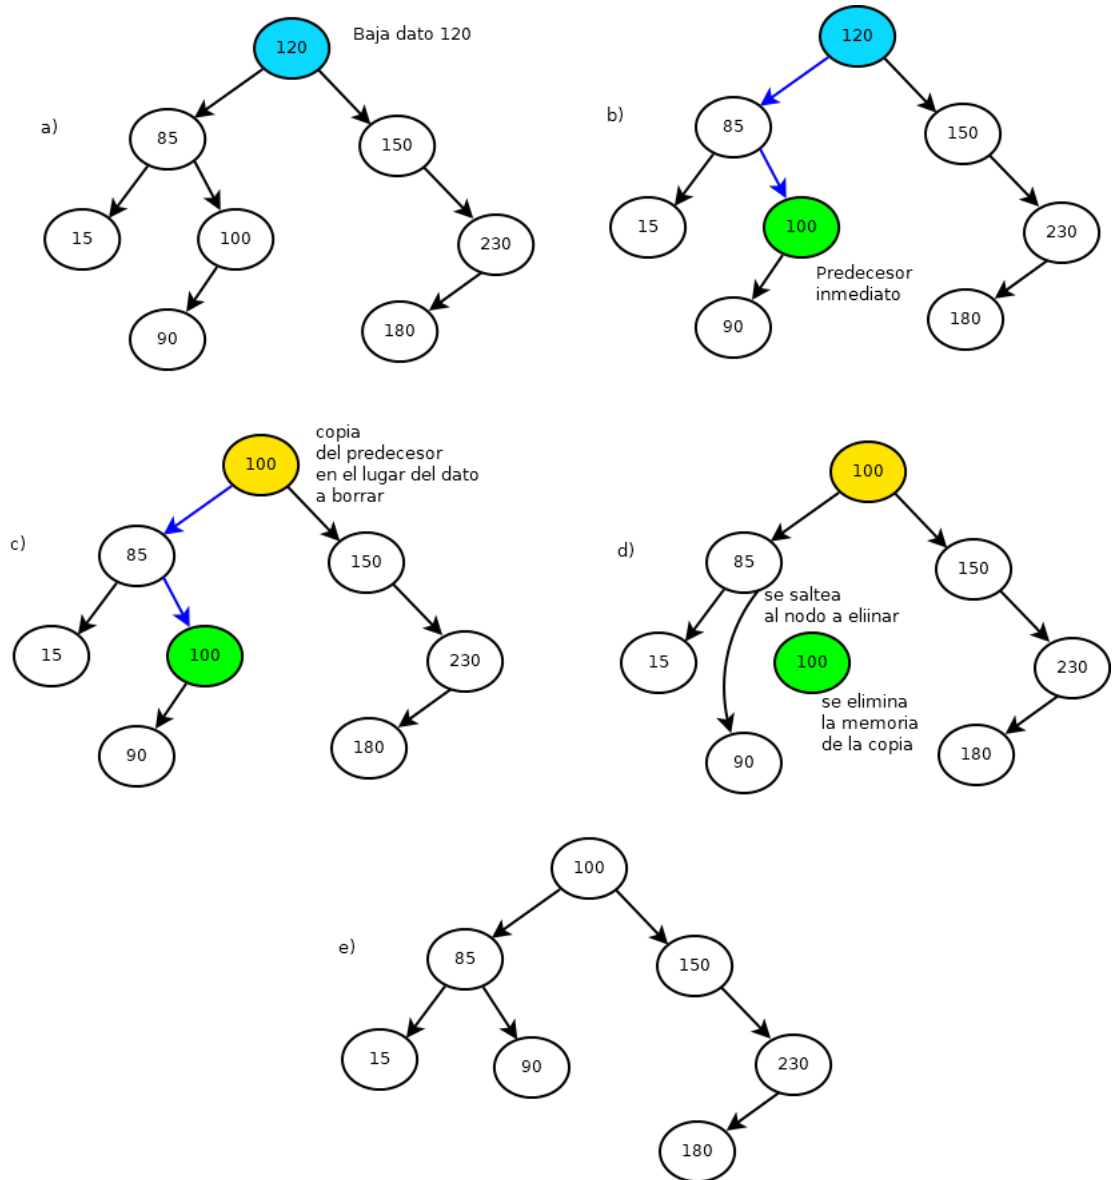 120
Baja dato 120
a)
85
150
15
100
230
90
180
120
b)
85
150
15
100
230
Predecesor
inmediato
90
180
copia
del predecesor
en el lugar del dato
a borrar
100
c)
85
150
15
100
230
90
180
100
d)
85
150
se saltea
al nodo a eliinar
15
100
230
se elimina
la memoria
de la copia
90
180
100
e)
85
150
15
90
230
180